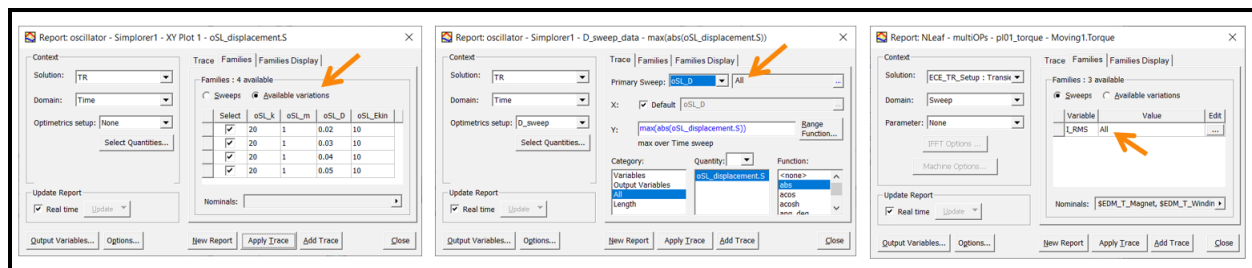 Report: oscillator - Simplorer1 - XY Plot 1 - oSL_displacement.S
Context
Solution: TR
Domain: Time
Optimetrics setup: None
Select Quantities...
Update Report
Real time Update
Output Variables... Options...
Trace Families Families Display
Families : 4 available
Sweeps Available variations
Select oSL_k oSL_m oSL_D oSL_Ekin
20 1 0.02 10
20 1 0.03 10
20 1 0.04 10
20 1 0.05 10
Nominals:
New Report Apply Trace Add Trace Close
Report: oscillator - Simplorer1 - D_sweep_data - max(abs(oSL_displacement.S))
Context
Solution: TR
Domain: Time
Optimetrics setup: D_sweep
Select Quantities...
Update Report
Real time Update
Output Variables... Options...
Trace Families Families Display
Primary Sweep: oSL_D All ...
X: Default oSL_D ...
Y: max(abs(oSL_displacement.S)) Range Function...
max over Time sweep
Category: Quantity: Function:
Variables
Output Variables
All
Length
oSL_displacement.S
<none>
abs
acos
acosh
ang_deg
New Report Apply Trace Add Trace Close
Report: NLeaf - multiOPs - pl01_torque - Moving1.Torque
Context
Solution: ECE_TR_Setup : Transie
Domain: Sweep
Parameter: None
IFFT Options ...
Machine Options...
Update Report
Real time Update
Output Variables... Options...
Trace Families Families Display
Families : 3 available
Sweeps Available variations
Variable Value Edit
I_RMS All ...
Nominals: $EDM_T_Magnet, $EDM_T_Windin
New Report Apply Trace Add Trace Close